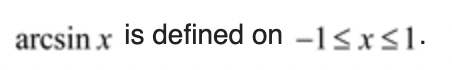 arcsin x is defined on −1 ≤ x ≤ 1.